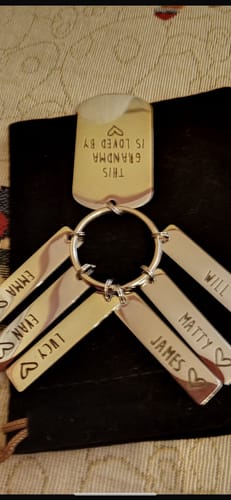 THIS
GRANDMA
IS LOVED BY
EMMA
EVAN
LUCY
JAMES
MATTY
WILL